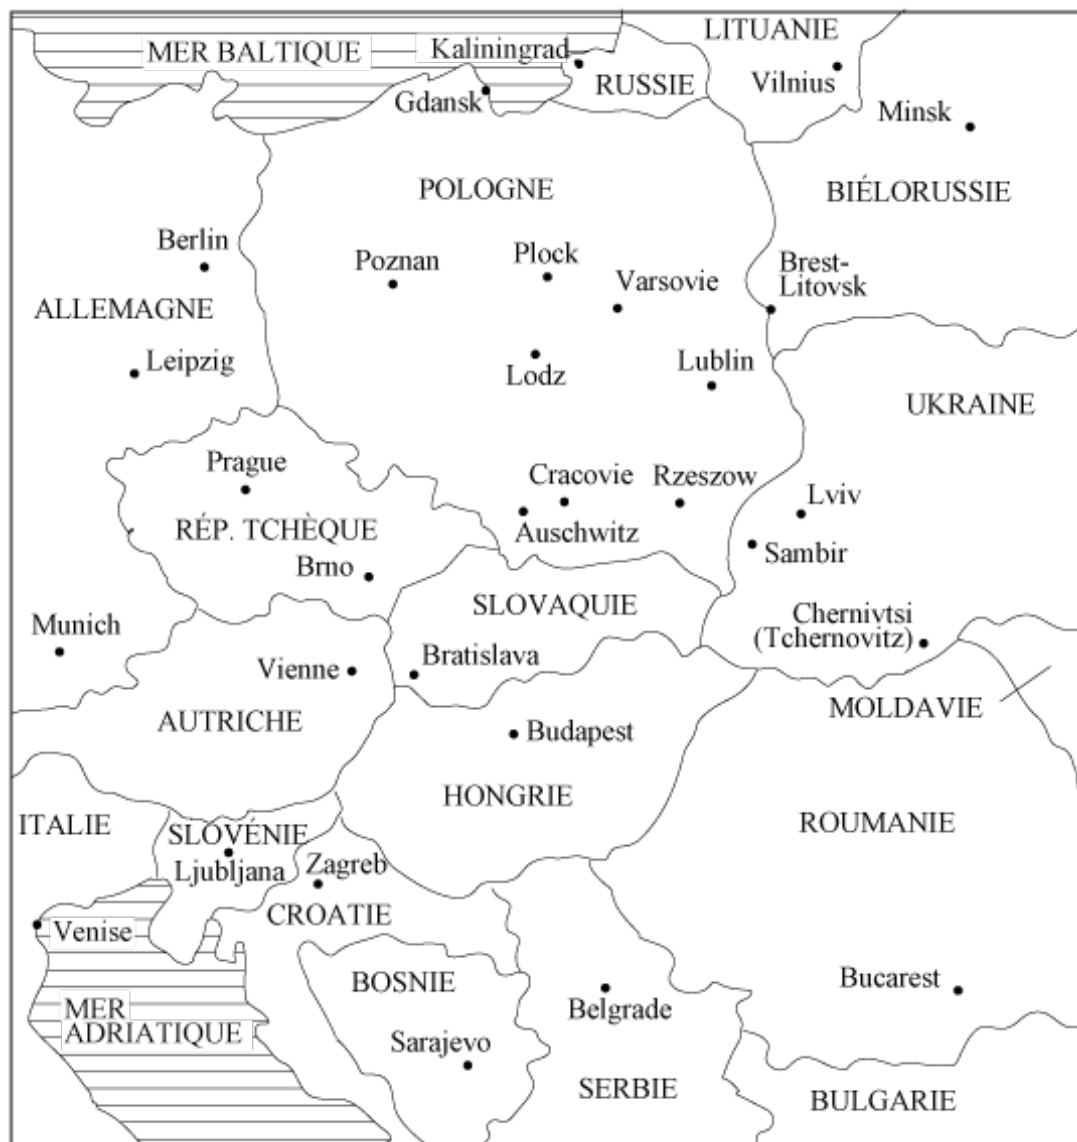 LITUANIE
MER BALTIQUE
Kaliningrad
RUSSIE
Vilnius
Gdansk
Minsk
POLOGNE
BIÉLORUSSIE
Berlin
Poznan
Plock
Brest-
Litovsk
Varsovie
ALLEMAGNE
Leipzig
Lodz
Lublin
UKRAINE
Prague
Cracovie
Rzeszow
Lviv
RÉP. TCHÈQUE
Auschwitz
Sambir
Brno
SLOVAQUIE
Chernivtsi
(Tchernovitz)
Munich
Vienne
Bratislava
AUTRICHE
MOLDAVIE
Budapest
HONGRIE
ITALIE
SLOVÉNIE
ROUMANIE
Ljubljana
Zagreb
CROATIE
Venise
BOSNIE
Bucarest
MER
ADRIATIQUE
Belgrade
Sarajevo
SERBIE
BULGARIE